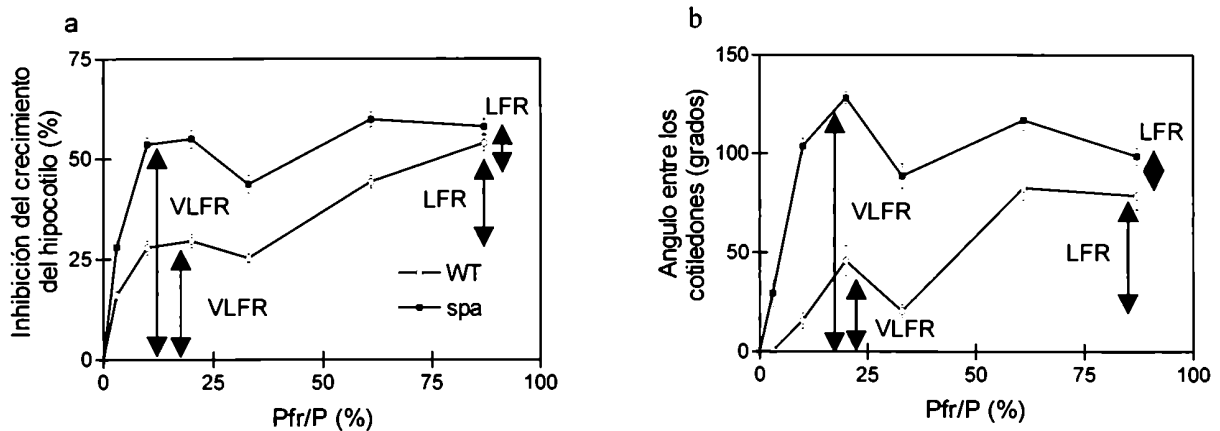 a
Inhibición del crecimiento
del hipocotilo (%)
75
50
25
0
0
25
50
75
100
Pfr/P (%)
VLFR
VLFR
LFR
LFR
WT
spa
b
Angulo entre los
cotiledones (grados)
150
100
50
0
0
25
50
75
100
Pfr/P (%)
VLFR
VLFR
LFR
LFR